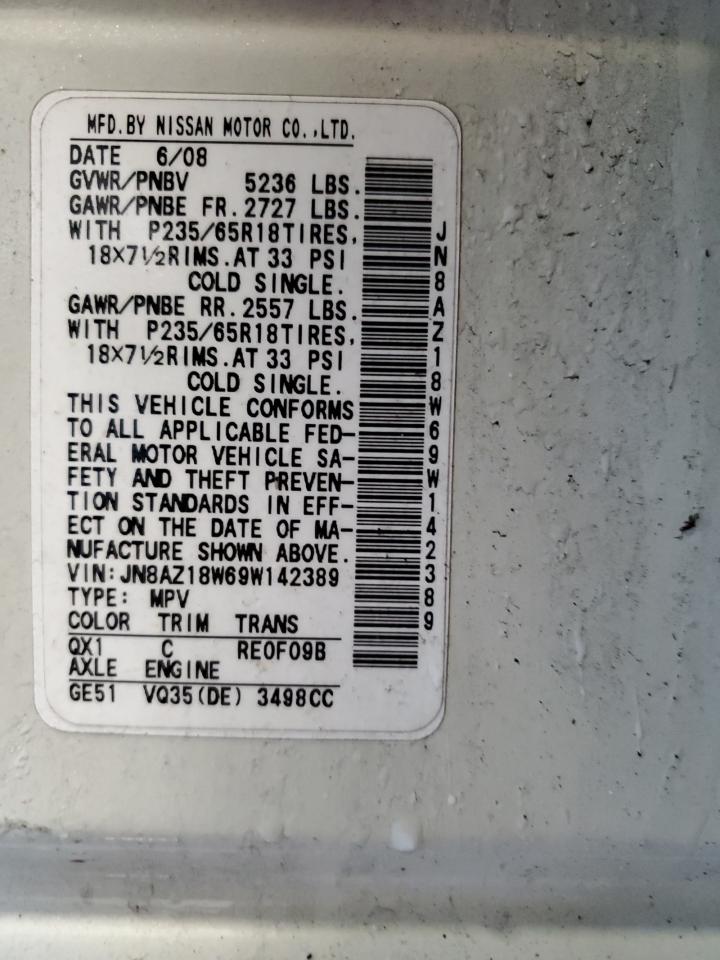 MFD.BY NISSAN MOTOR CO.,LTD.
DATE 6/08
GVWR/PNBV 5236 LBS.
GAWR/PNBE FR.2727 LBS.
WITH P235/65R18TIRES,
18×7½RIMS.AT 33 PSI
COLD SINGLE.
GAWR/PNBE RR.2557 LBS.
WITH P235/65R18TIRES,
18×7½RIMS.AT 33 PSI
COLD SINGLE.
THIS VEHICLE CONFORMS
TO ALL APPLICABLE FED-
ERAL MOTOR VEHICLE SA-
FETY AND THEFT PREVEN-
TION STANDARDS IN EFF-
ECT ON THE DATE OF MA-
NUFACTURE SHOWN ABOVE.
VIN:JN8AZ18W69W142389
TYPE: MPV
COLOR TRIM TRANS
QX1 C RE0F09B
AXLE ENGINE
GE51 VQ35(DE) 3498CC
JN8AZ18W69W142389